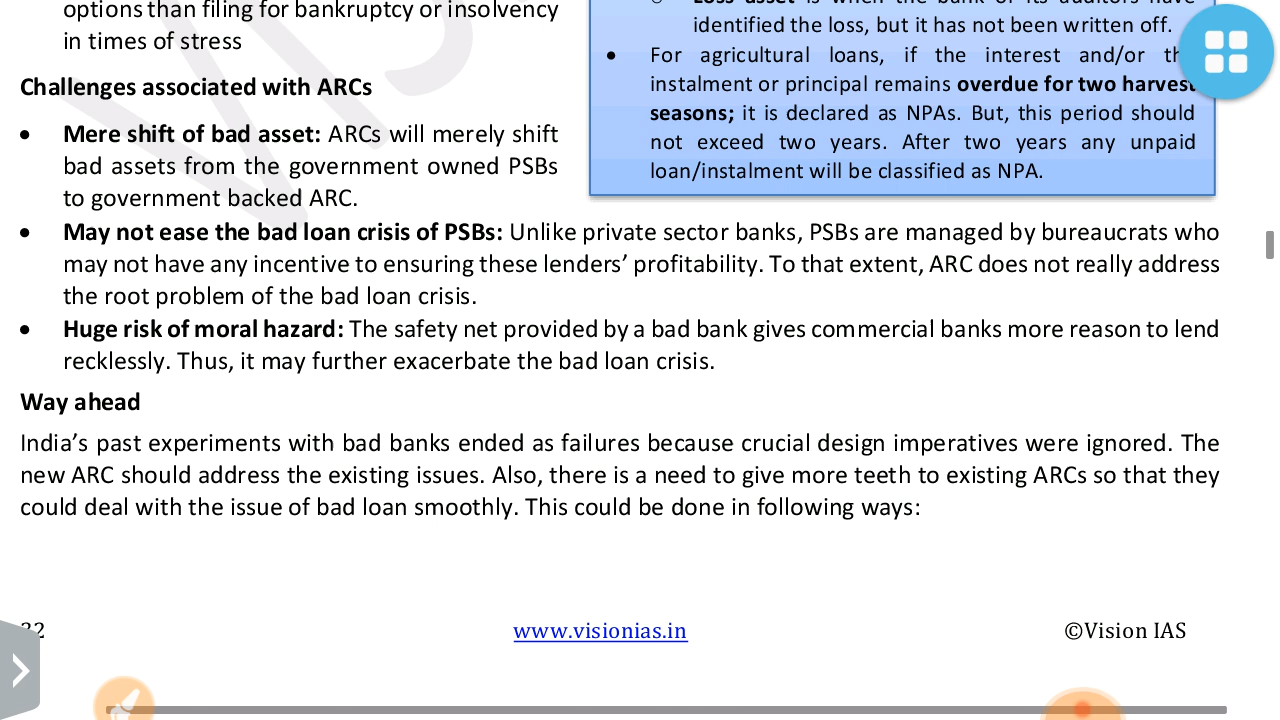 options than filing for bankruptcy or insolvency
in times of stress
Challenges associated with ARCs
• Mere shift of bad asset: ARCs will merely shift
bad assets from the government owned PSBs
to government backed ARC.
identified the loss, but it has not been written off.
• For agricultural loans, if the interest and/or
instalment or principal remains overdue for two harvest
seasons; it is declared as NPAs. But, this period should
not exceed two years. After two years any unpaid
loan/instalment will be classified as NPA.
• May not ease the bad loan crisis of PSBs: Unlike private sector banks, PSBs are managed by bureaucrats who
may not have any incentive to ensuring these lenders’ profitability. To that extent, ARC does not really address
the root problem of the bad loan crisis.
• Huge risk of moral hazard: The safety net provided by a bad bank gives commercial banks more reason to lend
recklessly. Thus, it may further exacerbate the bad loan crisis.
Way ahead
India’s past experiments with bad banks ended as failures because crucial design imperatives were ignored. The
new ARC should address the existing issues. Also, there is a need to give more teeth to existing ARCs so that they
could deal with the issue of bad loan smoothly. This could be done in following ways:
www.visionias.in
©Vision IAS